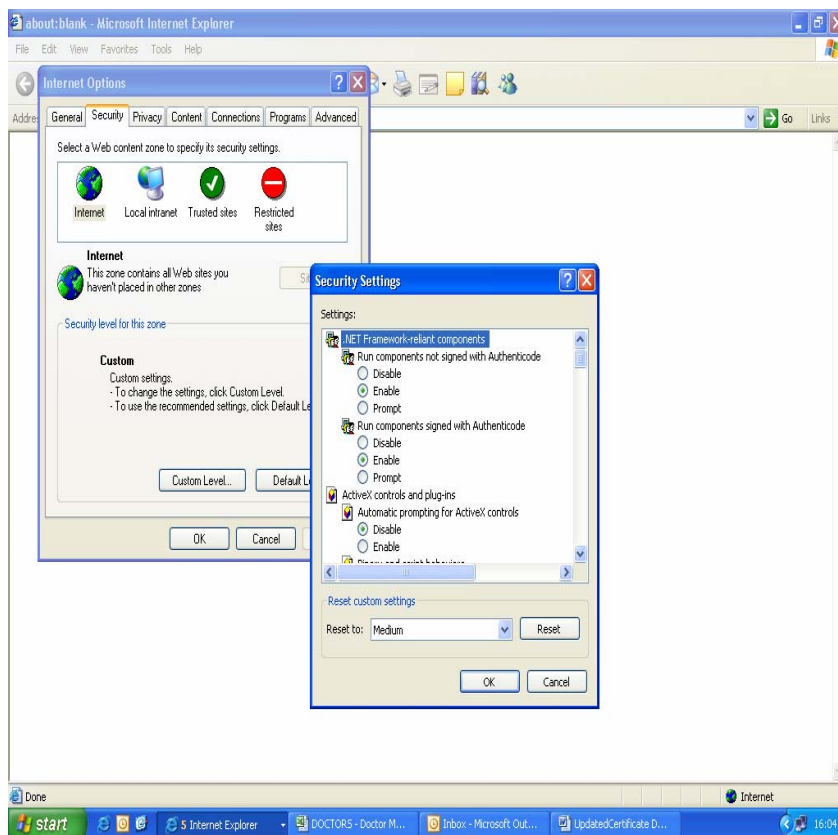 about:blank - Microsoft Internet Explorer
File Edit View Favorites Tools Help
Internet Options
General Security Privacy Content Connections Programs Advanced
Go Links
Select a Web content zone to specify its security settings.
Internet Local intranet Trusted sites Restricted sites
Internet
This zone contains all Web sites you
haven't placed in other zones
Security level for this zone
Custom
Custom settings.
- To change the settings, click Custom Level.
- To use the recommended settings, click Default
Custom Level... Default
OK Cancel
Security Settings
Settings:
.NET Framework-reliant components
Run components not signed with Authenticode
Disable
Enable
Prompt
Run components signed with Authenticode
Disable
Enable
Prompt
ActiveX controls and plug-ins
Automatic prompting for ActiveX controls
Disable
Enable
Reset custom settings
Reset to: Medium Reset
OK Cancel
Done Internet
start 5 Internet Explorer DOCTORS - Doctor M... Inbox - Microsoft Out... UpdatedCertificate D...